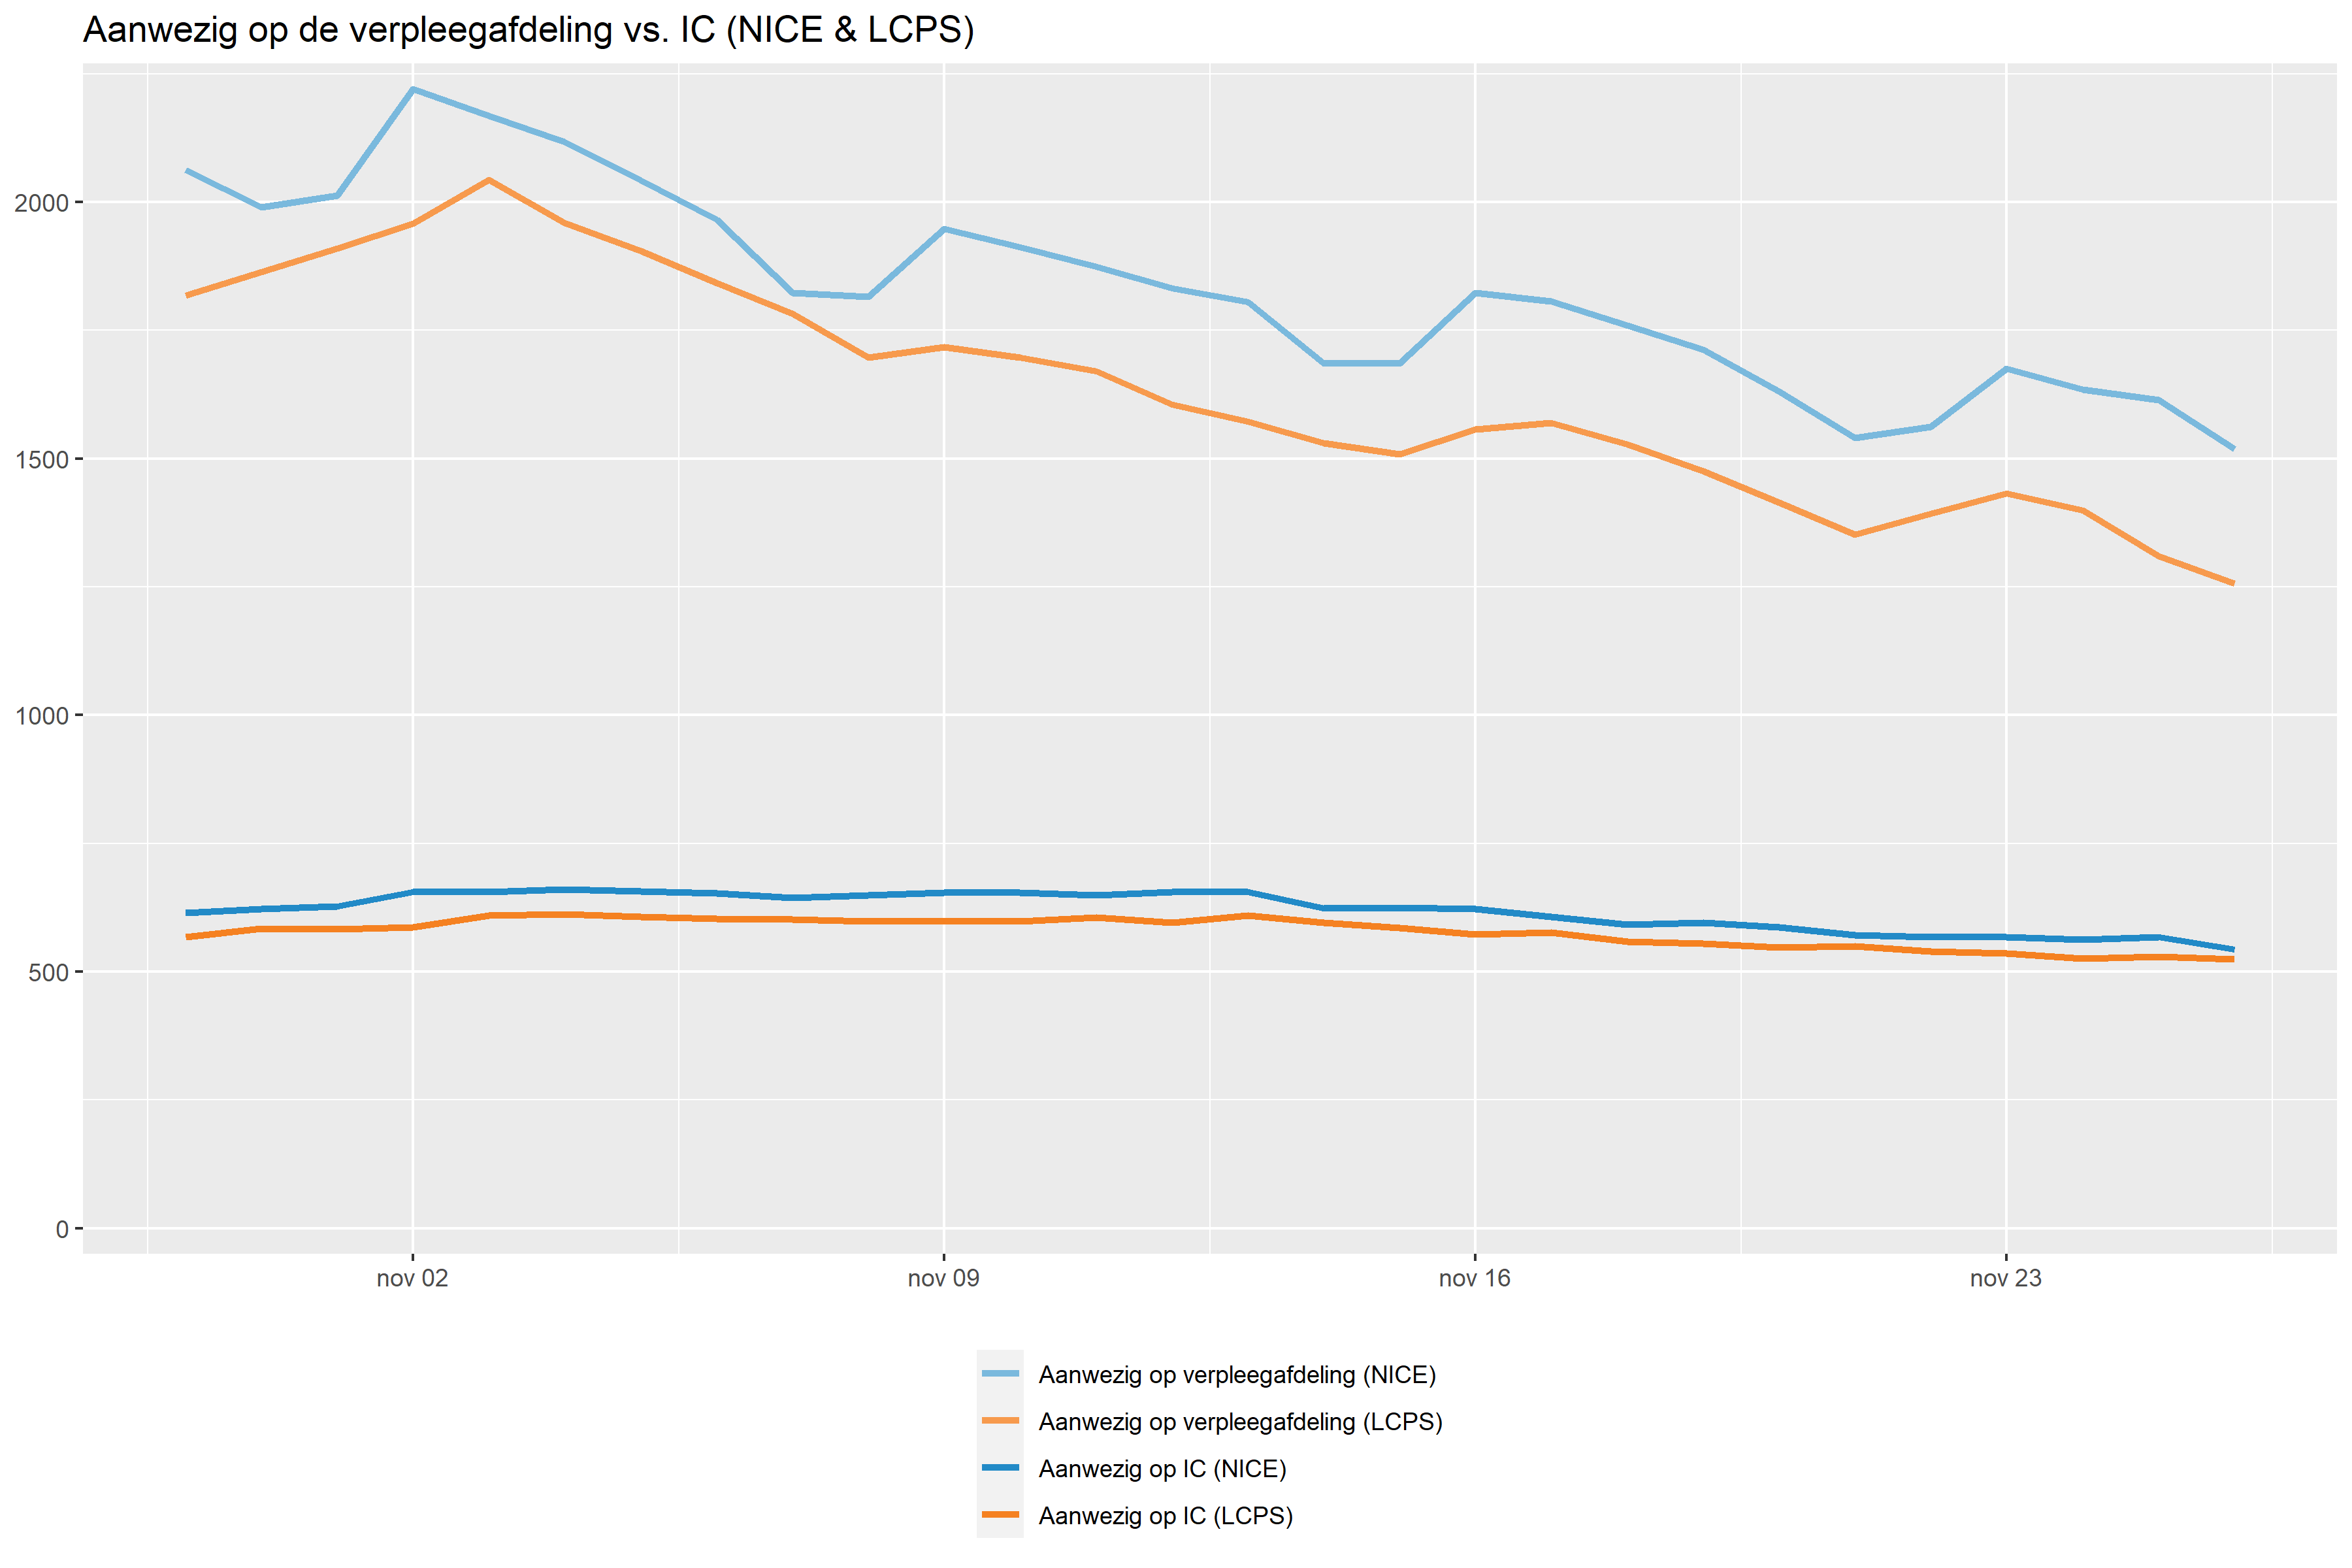 Aanwezig op de verpleegafdeling vs. IC (NICE & LCPS)
2000
1500
1000
500
0
nov 02
nov 09
nov 16
nov 23
Aanwezig op verpleegafdeling (NICE)
Aanwezig op verpleegafdeling (LCPS)
Aanwezig op IC (NICE)
Aanwezig op IC (LCPS)